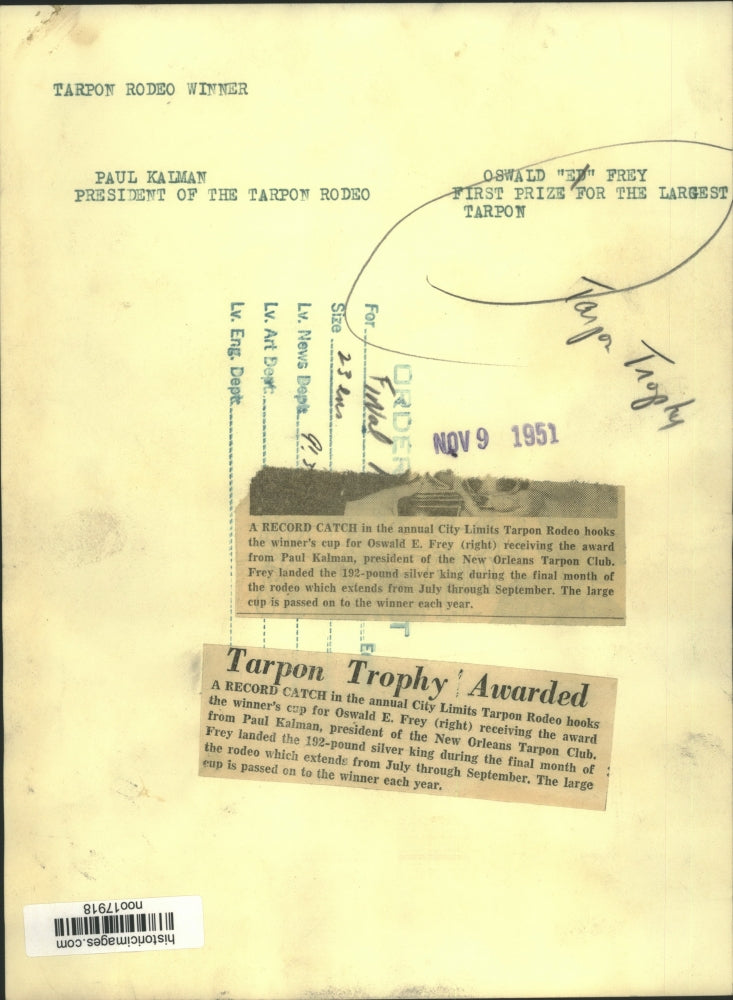 TARPON RODEO WINNER
PAUL KALMAN
PRESIDENT OF THE TARPON RODEO
OSWALD "ED" FREY
FIRST PRIZE FOR THE LARGEST
TARPON
Tarpon Trophy
ORDER
For Final
Size 23 ems
Lv. News Dept.
Lv. Art Dept.
Lv. Eng. Dept.
NOV 9 1951
A RECORD CATCH in the annual City Limits Tarpon Rodeo hooks
the winner's cup for Oswald E. Frey (right) receiving the award
from Paul Kalman, president of the New Orleans Tarpon Club.
Frey landed the 192-pound silver king during the final month of
the rodeo which extends from July through September. The large
cup is passed on to the winner each year.
Tarpon Trophy Awarded
A RECORD CATCH in the annual City Limits Tarpon Rodeo hooks
the winner's cup for Oswald E. Frey (right) receiving the award
from Paul Kalman, president of the New Orleans Tarpon Club.
Frey landed the 192-pound silver king during the final month of
the rodeo which extends from July through September. The large
cup is passed on to the winner each year.
historicimages.com
noo17918